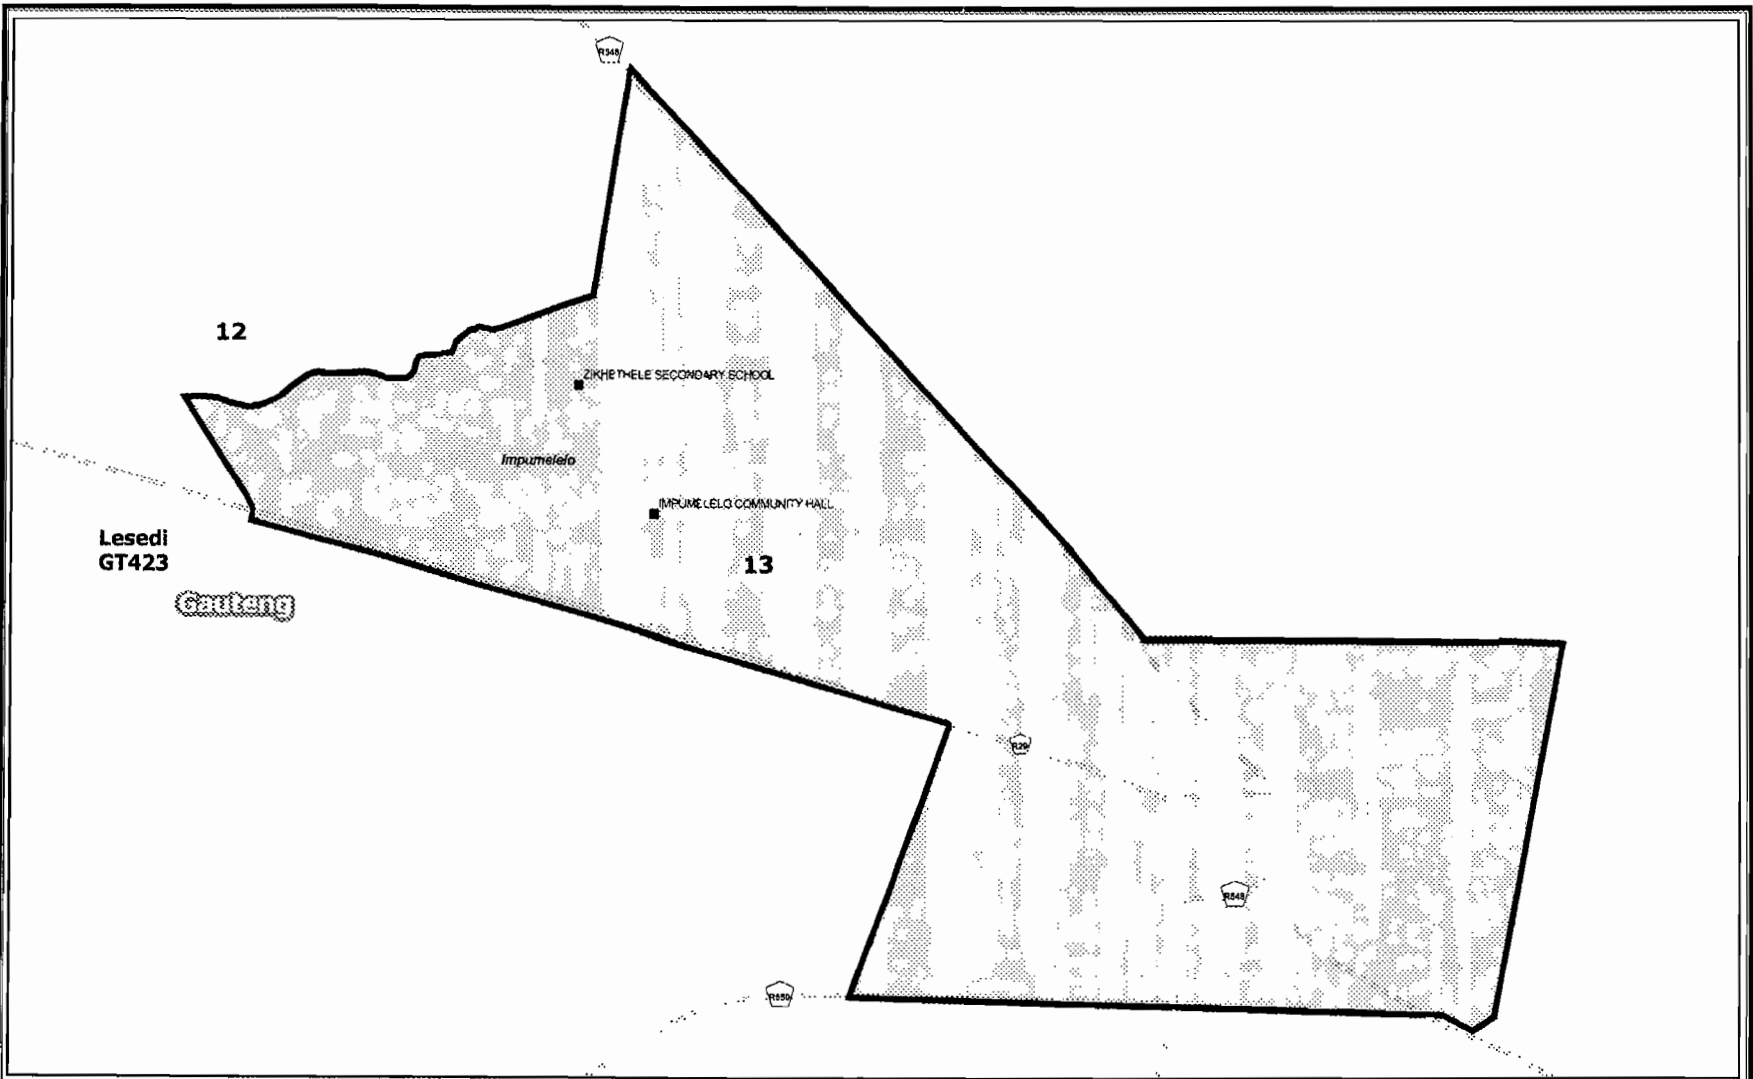 R548
12
ZIKHETHELE SECONDARY SCHOOL
Impumelelo
IMPUMELELO COMMUNITY HALL
Lesedi
GT423
13
Gauteng
R29
R548
R550